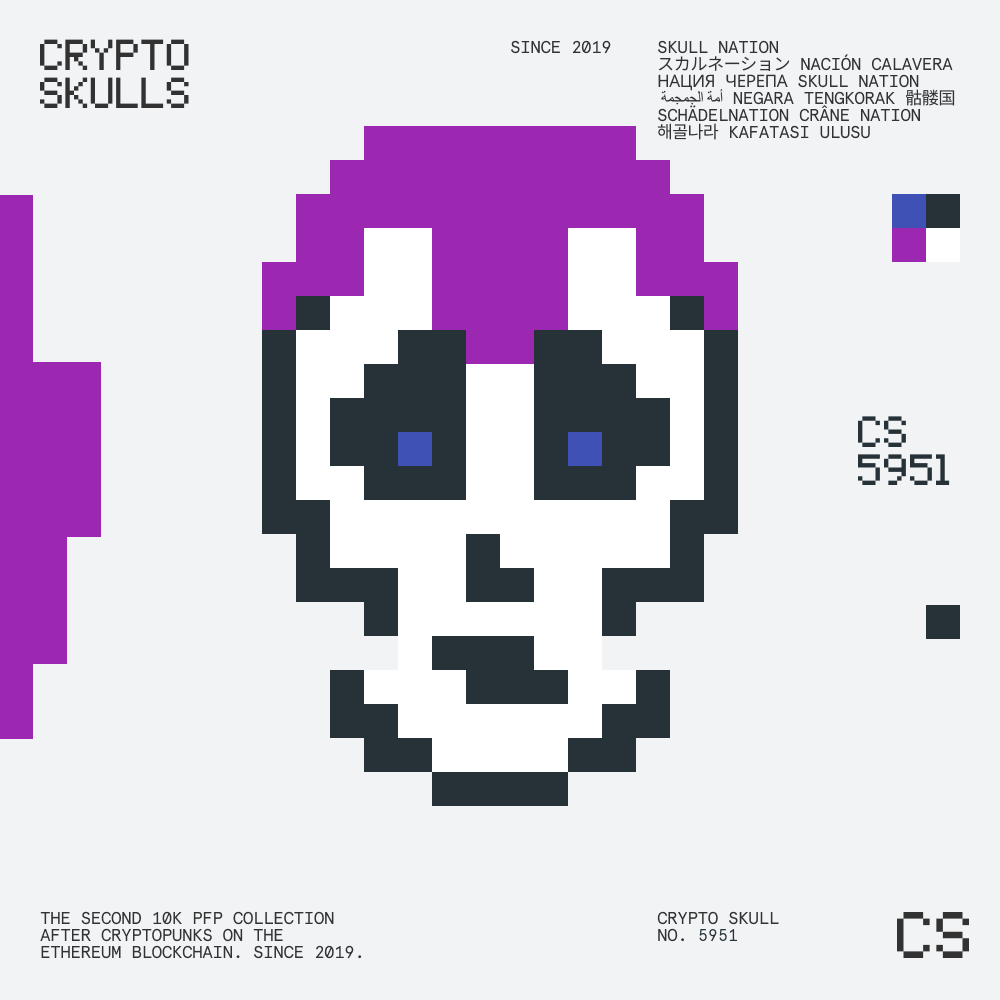 CRYPTO
SKULLS
SINCE 2019
SKULL NATION
スカルネーション NACIÓN CALAVERA
НАЦИЯ ЧЕРЕПА SKULL NATION
أمة الجمجمة NEGARA TENGKORAK 骷髅国
SCHÄDELNATION CRÂNE NATION
해골나라 KAFATASI ULUSU
CS
5951
THE SECOND 10K PFP COLLECTION
AFTER CRYPTOPUNKS ON THE
ETHEREUM BLOCKCHAIN. SINCE 2019.
CRYPTO SKULL
NO. 5951
CS